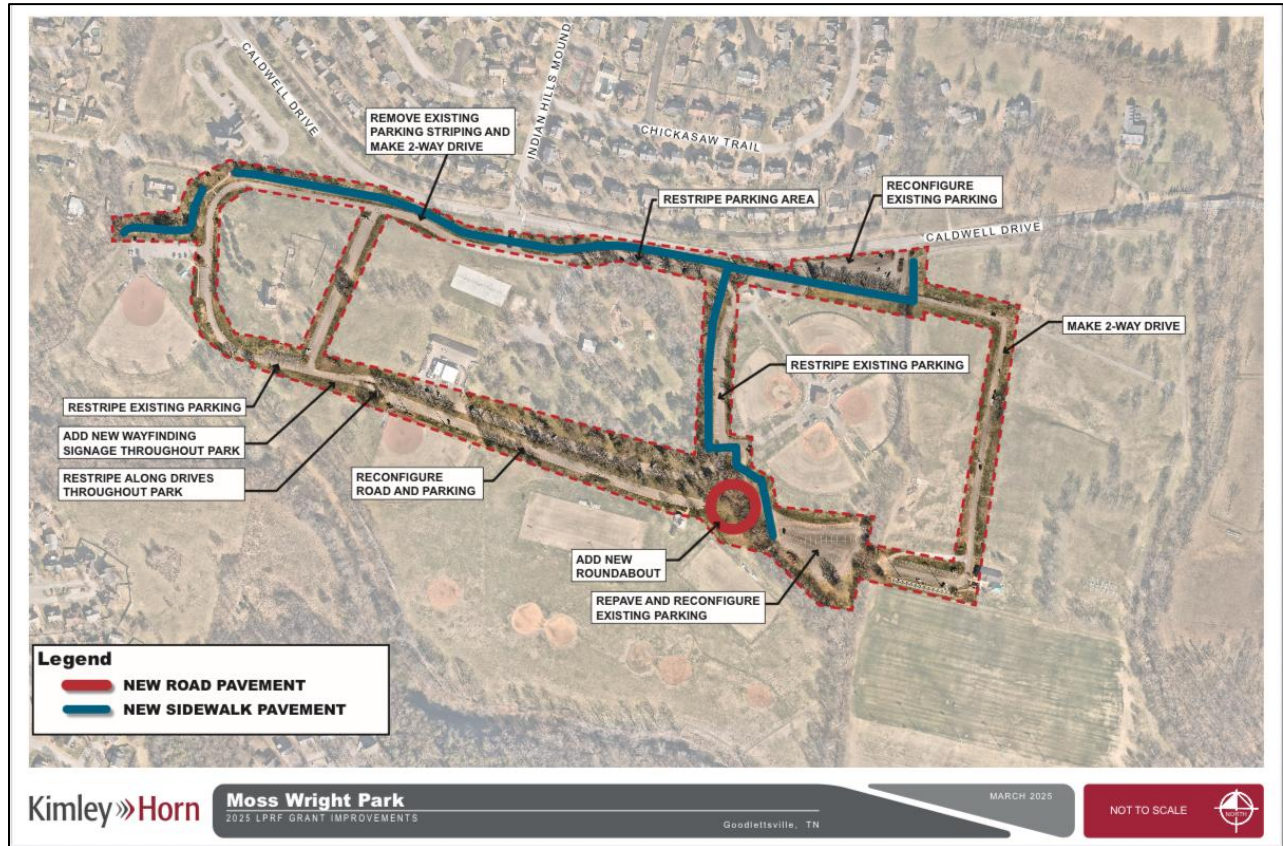 CALDWELL DRIVE
INDIAN HILLS MOUND
CHICKASAW TRAIL
REMOVE EXISTING
PARKING STRIPING AND
MAKE 2-WAY DRIVE
RESTRIPE PARKING AREA
RECONFIGURE
EXISTING PARKING
CALDWELL DRIVE
MAKE 2-WAY DRIVE
RESTRIPE EXISTING PARKING
RESTRIPE EXISTING PARKING
ADD NEW WAYFINDING
SIGNAGE THROUGHOUT PARK
RESTRIPE ALONG DRIVES
THROUGHOUT PARK
RECONFIGURE
ROAD AND PARKING
ADD NEW
ROUNDABOUT
REPAVE AND RECONFIGURE
EXISTING PARKING
Legend
NEW ROAD PAVEMENT
NEW SIDEWALK PAVEMENT
Kimley»Horn
Moss Wright Park
2025 LPRF GRANT IMPROVEMENTS
Goodlettsville, TN
MARCH 2025
NOT TO SCALE
NORTH